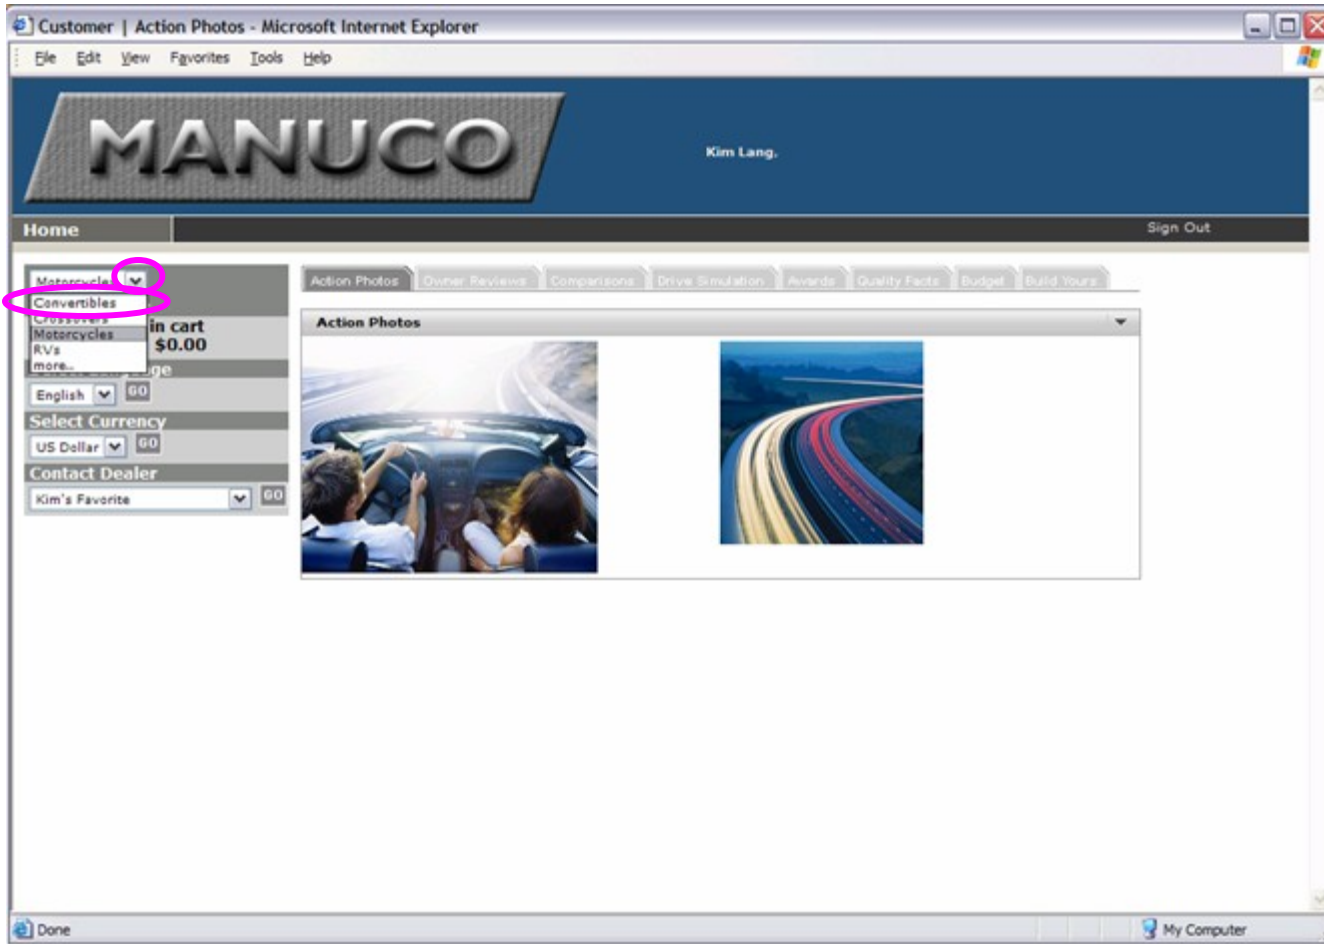 Customer | Action Photos - Microsoft Internet Explorer
File Edit View Favorites Tools Help
MANUCO
Kim Lang.
Home
Sign Out
Motorcycles
Convertibles
Crossovers
Motorcycles
RVs
more..
in cart
$0.00
English GO
Select Currency
US Dollar GO
Contact Dealer
Kim's Favorite GO
Action Photos Owner Reviews Comparisons Drive Simulation Awards Quality Facts Budget Build Yours
Action Photos
Done
My Computer